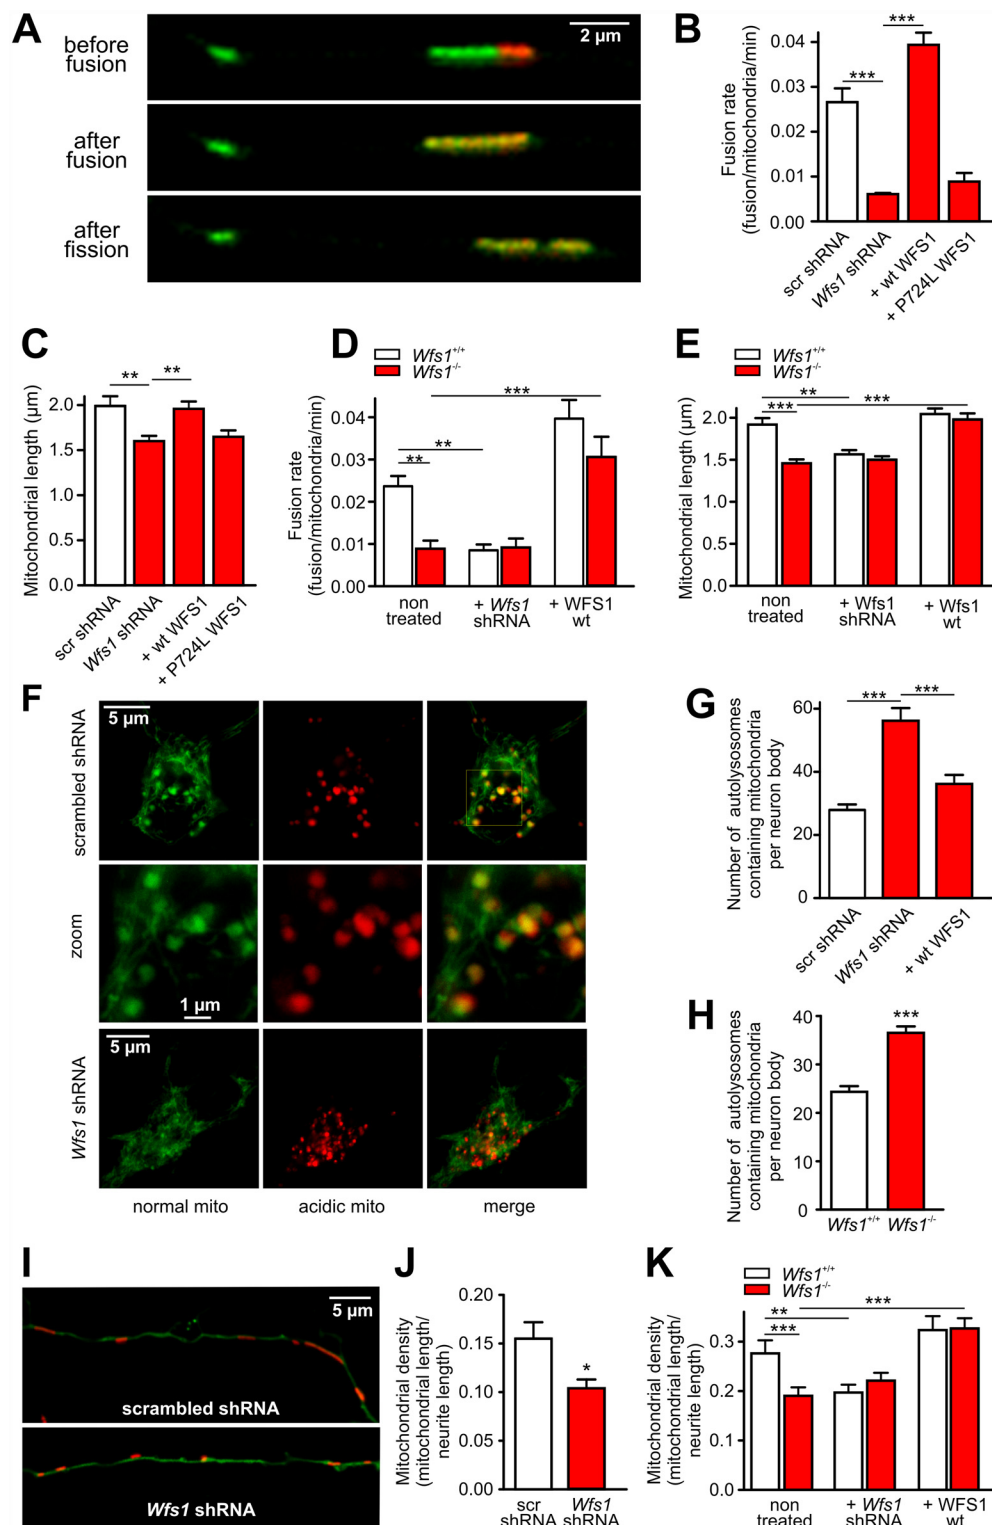 A
before
fusion
2 µm
after
fusion
after
fission
B
Fusion rate
(fusion/mitochondria/min)
0.04
0.03
0.02
0.01
0.00
***
***
scr shRNA
Wfs1 shRNA
+ wt WFS1
+ P724L WFS1
C
Mitochondrial length (µm)
2.0
1.5
1.0
0.5
0.0
**
**
scr shRNA
Wfs1 shRNA
+ wt WFS1
+ P724L WFS1
D
Wfs1+/+
Wfs1-/-
Fusion rate
(fusion/mitochondria/min)
0.04
0.03
0.02
0.01
0.00
***
**
**
non
treated
+ Wfs1
shRNA
+ WFS1
wt
E
Wfs1+/+
Wfs1-/-
Mitochondrial length (µm)
2.0
1.5
1.0
0.5
0.0
**
***
***
non
treated
+ Wfs1
shRNA
+ Wfs1
wt
F
scrambled shRNA
5 µm
zoom
1 µm
Wfs1 shRNA
5 µm
normal mito
acidic mito
merge
G
Number of autolysosomes
containing mitochondria
per neuron body
60
40
20
0
***
***
scr shRNA
Wfs1 shRNA
+ wt WFS1
H
Number of autolysosomes
containing mitochondria
per neuron body
40
30
20
10
0
***
Wfs1+/+
Wfs1-/-
I
5 µm
scrambled shRNA
Wfs1 shRNA
J
Mitochondrial density
(mitochondrial length/
neurite length)
0.20
0.15
0.10
0.05
0.00
*
scr
shRNA
Wfs1
shRNA
K
Wfs1+/+
Wfs1-/-
Mitochondrial density
(mitochondrial length/
neurite length)
0.3
0.2
0.1
0.0
**
***
***
non
treated
+ Wfs1
shRNA
+ WFS1
wt